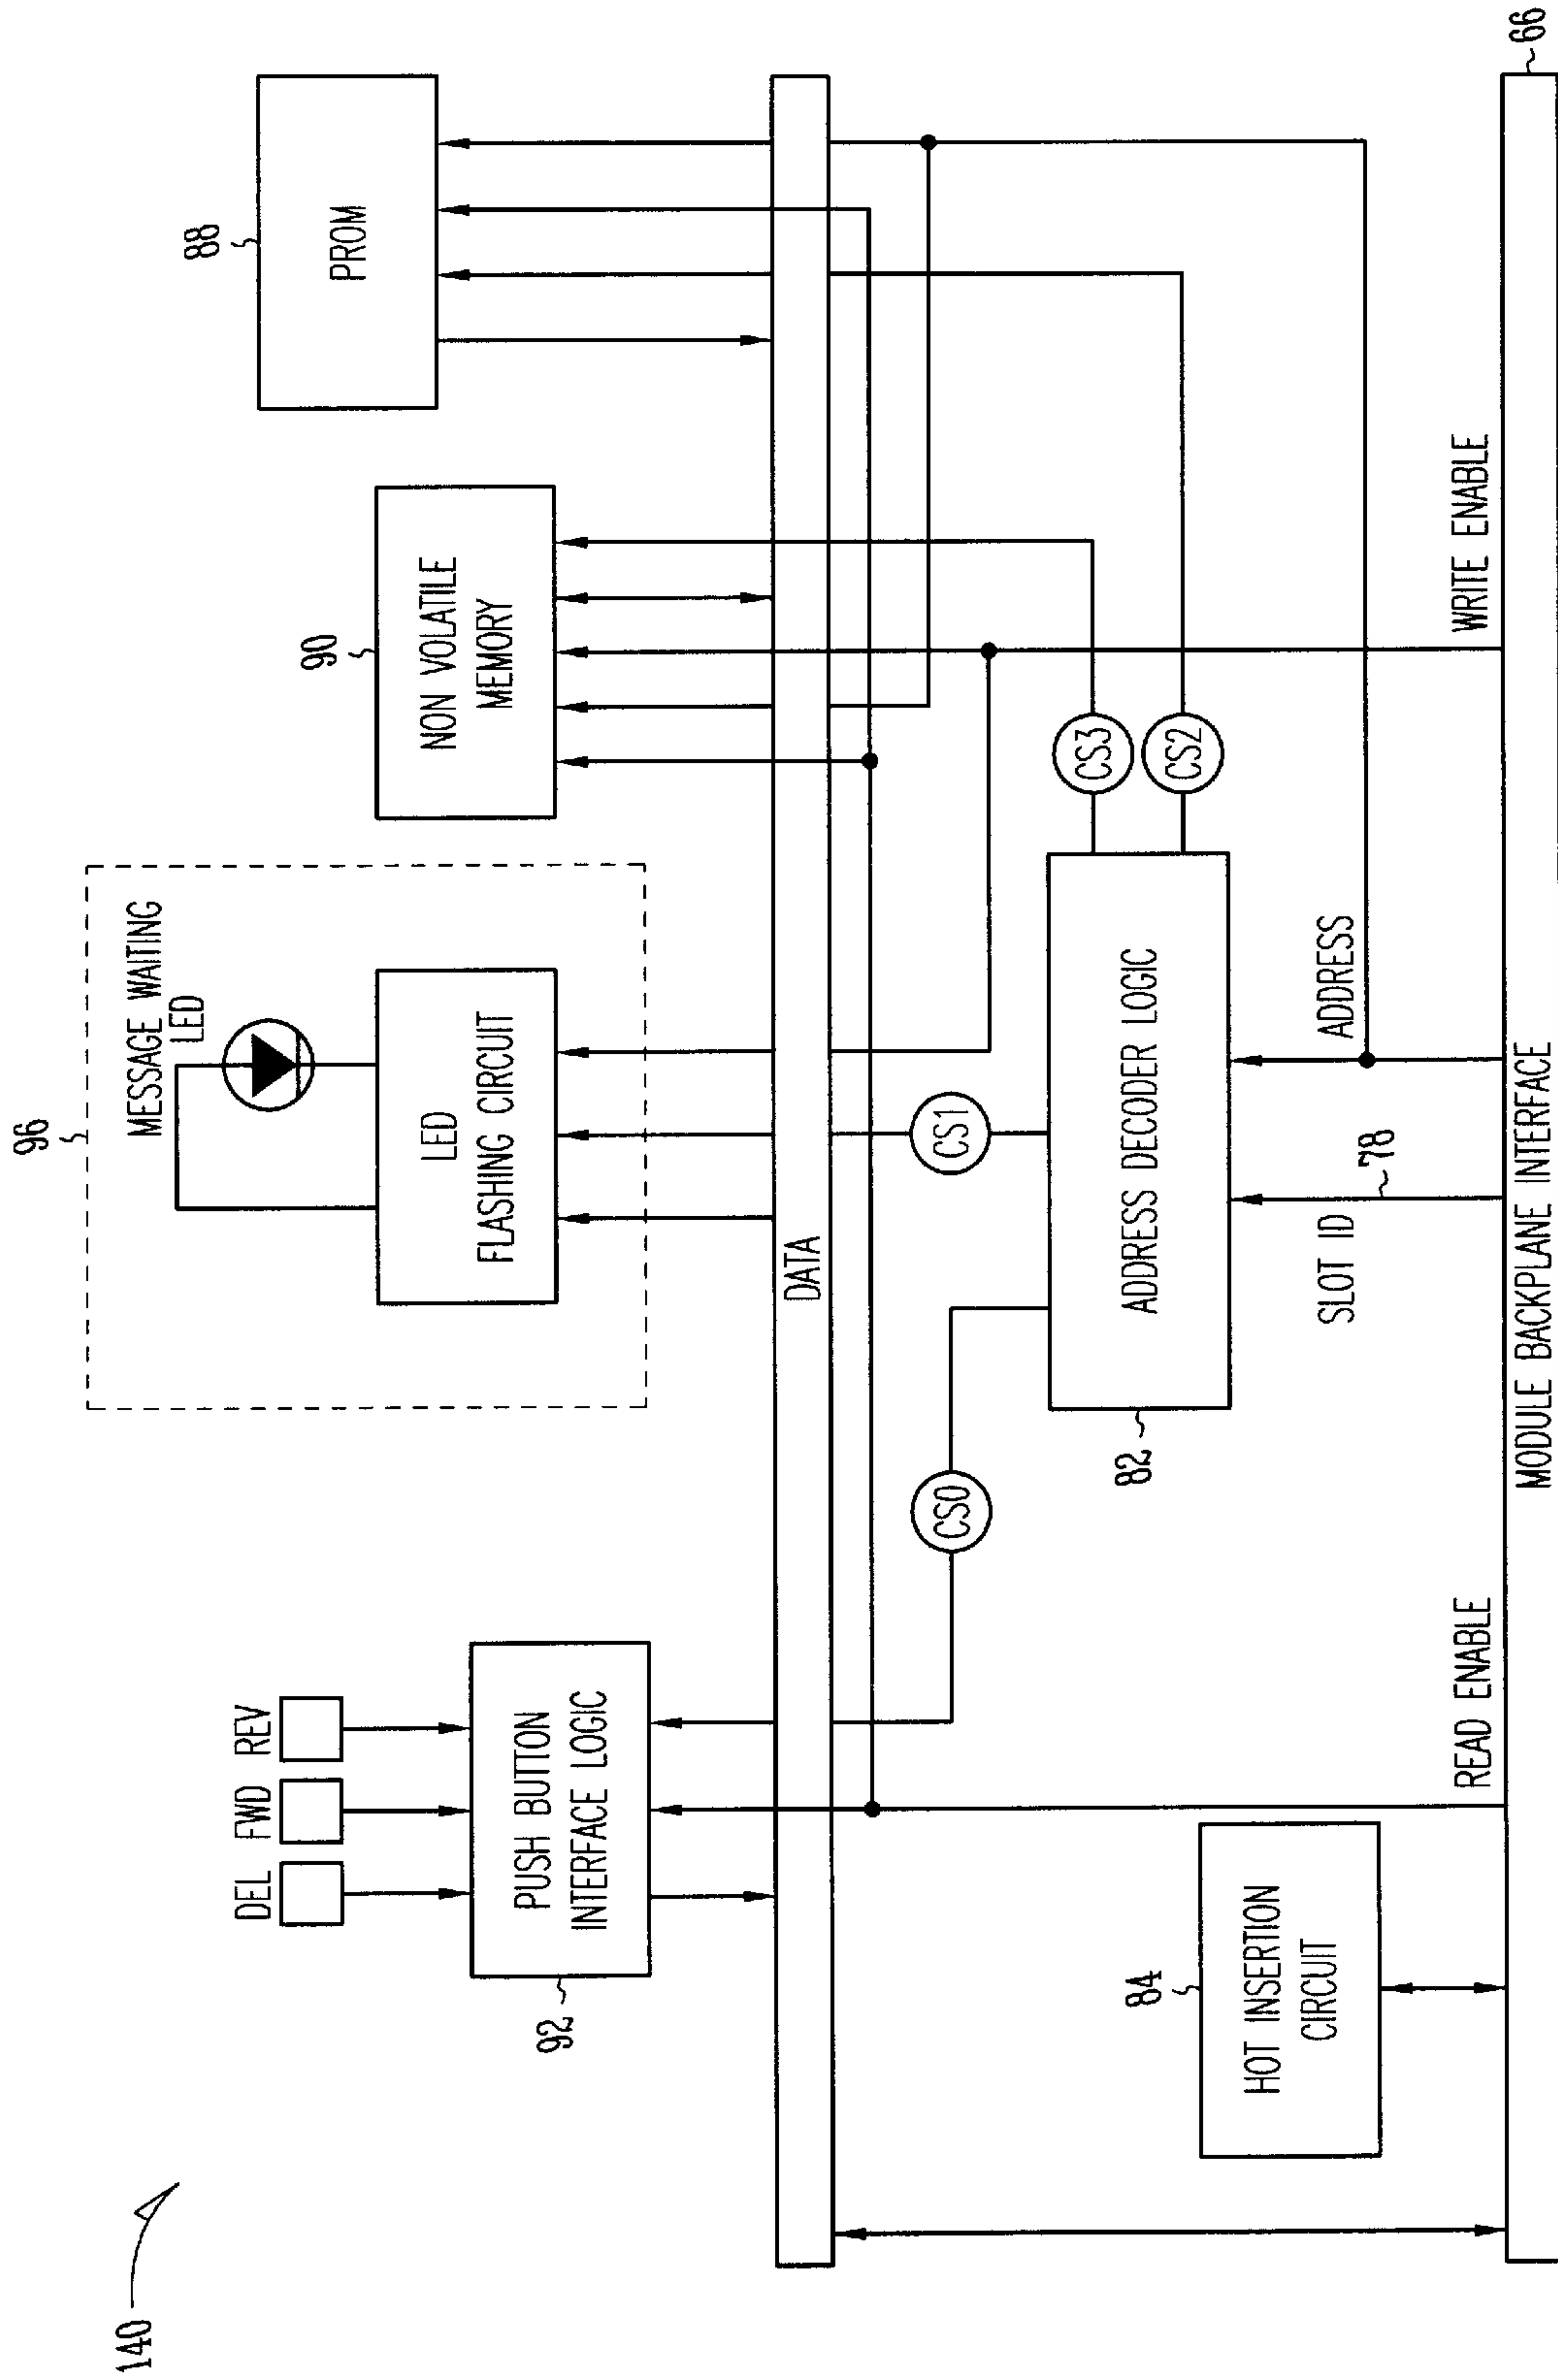 140
96
MESSAGE WAITING
LED
LED
FLASHING CIRCUIT
DEL
FWD
REV
92
PUSH BUTTON
INTERFACE LOGIC
90
NON VOLATILE
MEMORY
88
PROM
DATA
CS0
CS1
CS3
CS2
82
ADDRESS DECODER LOGIC
84
HOT INSERTION
CIRCUIT
READ ENABLE
SLOT ID
78
ADDRESS
WRITE ENABLE
MODULE BACKPLANE INTERFACE
66